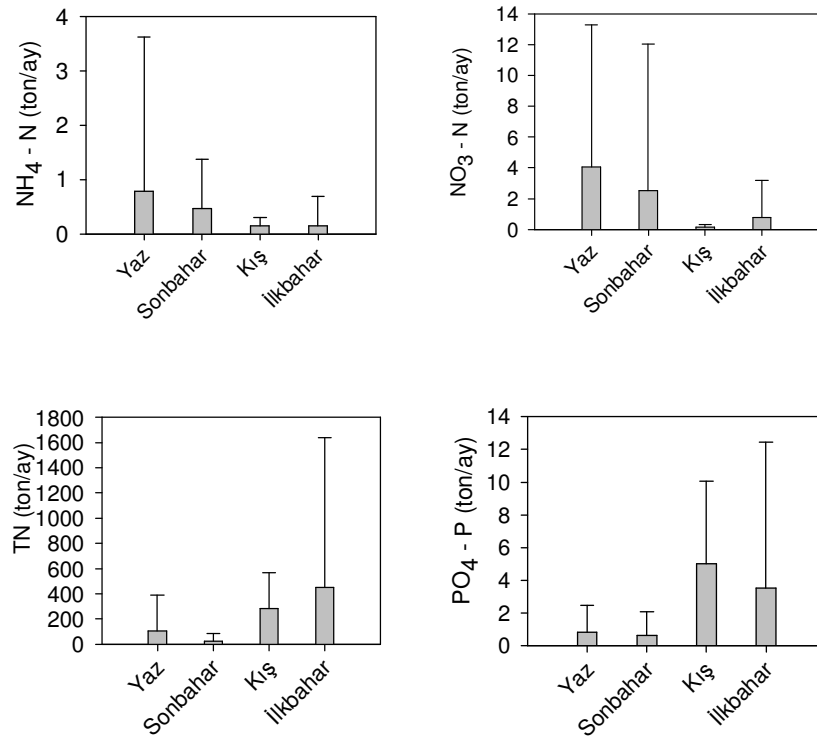 NH4 - N (ton/ay)
4
3
2
1
0
Yaz
Sonbahar
Kış
İlkbahar
NO3 - N (ton/ay)
14
12
10
8
6
4
2
0
Yaz
Sonbahar
Kış
İlkbahar
TN (ton/ay)
1800
1600
1400
1200
1000
800
600
400
200
0
Yaz
Sonbahar
Kış
İlkbahar
PO4 - P (ton/ay)
14
12
10
8
6
4
2
0
Yaz
Sonbahar
Kış
İlkbahar